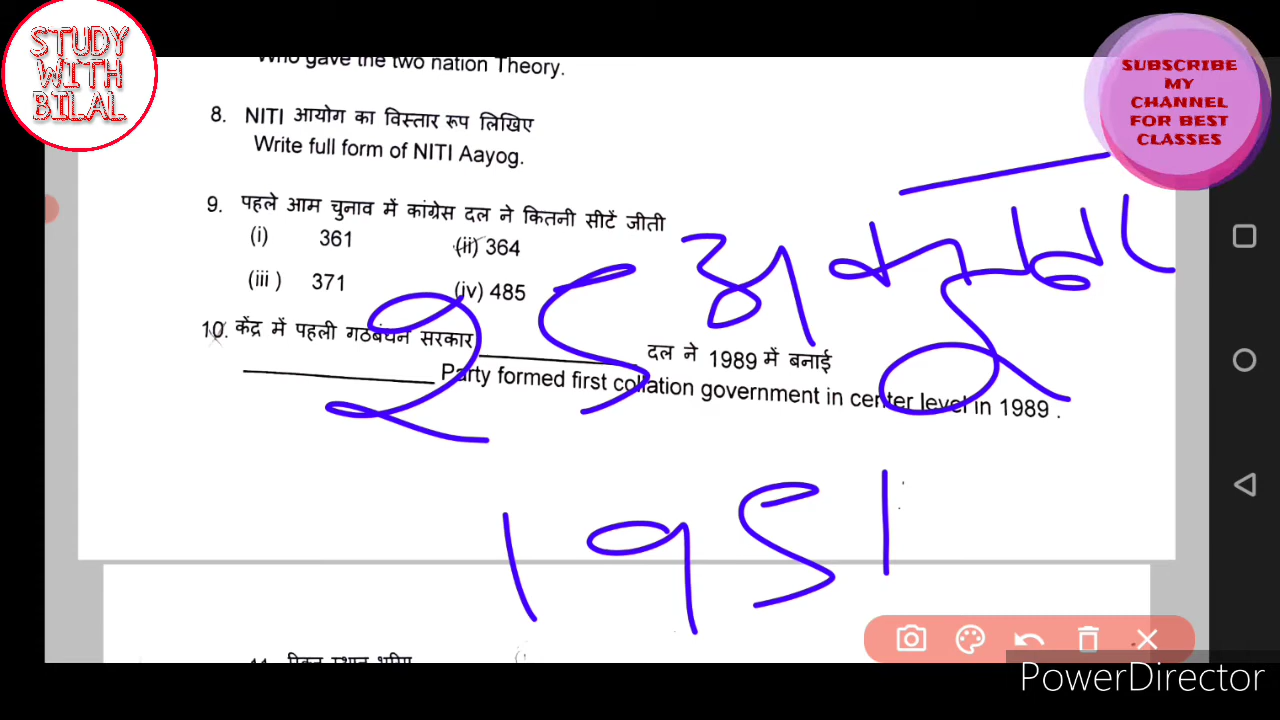 STUDY
WITH
BILAL
SUBSCRIBE
MY
CHANNEL
FOR BEST
CLASSES
Who gave the two nation Theory.
8. NITI आयोग का विस्तार रूप लिखिए
Write full form of NITI Aayog.
9. पहले आम चुनाव में कांग्रेस दल ने कितनी सीटें जीती
(i) 361 (ii) 364
(iii ) 371 (iv) 485
10. केंद्र में पहली गठबंधन सरकार ____________ दल ने 1989 में बनाई
____________ Party formed first collation government in center level in 1989 .
25
1951
PowerDirector